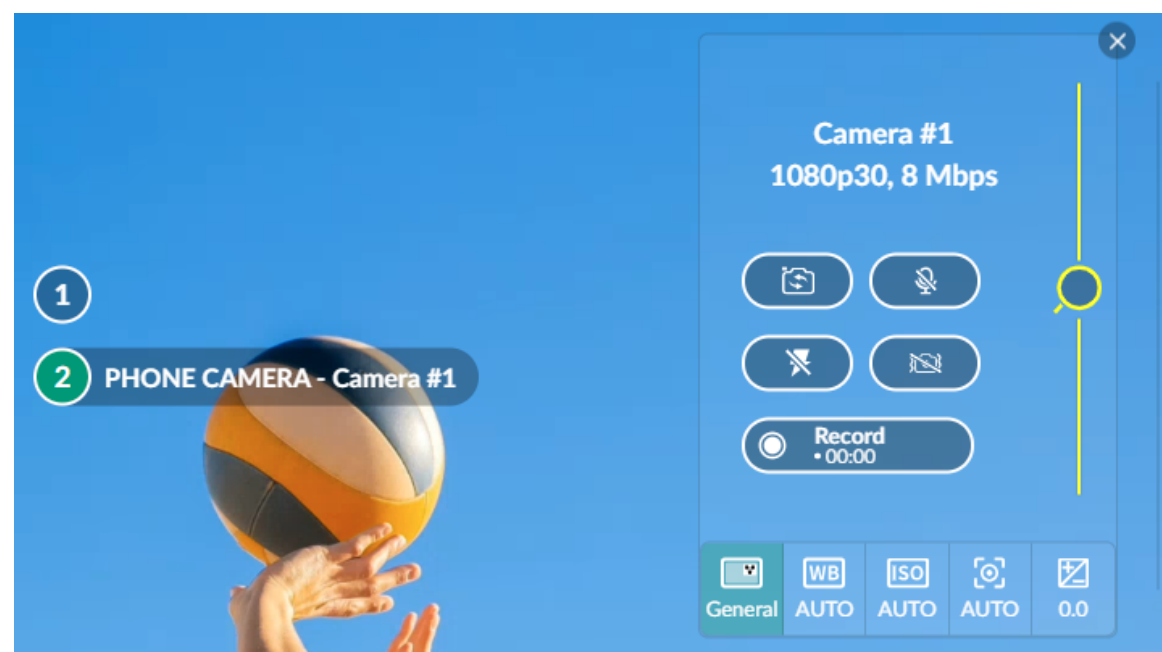 Camera #1
1080p30, 8 Mbps
1
2 PHONE CAMERA - Camera #1
Record
• 00:00
WB
ISO
General
AUTO
AUTO
AUTO
0.0